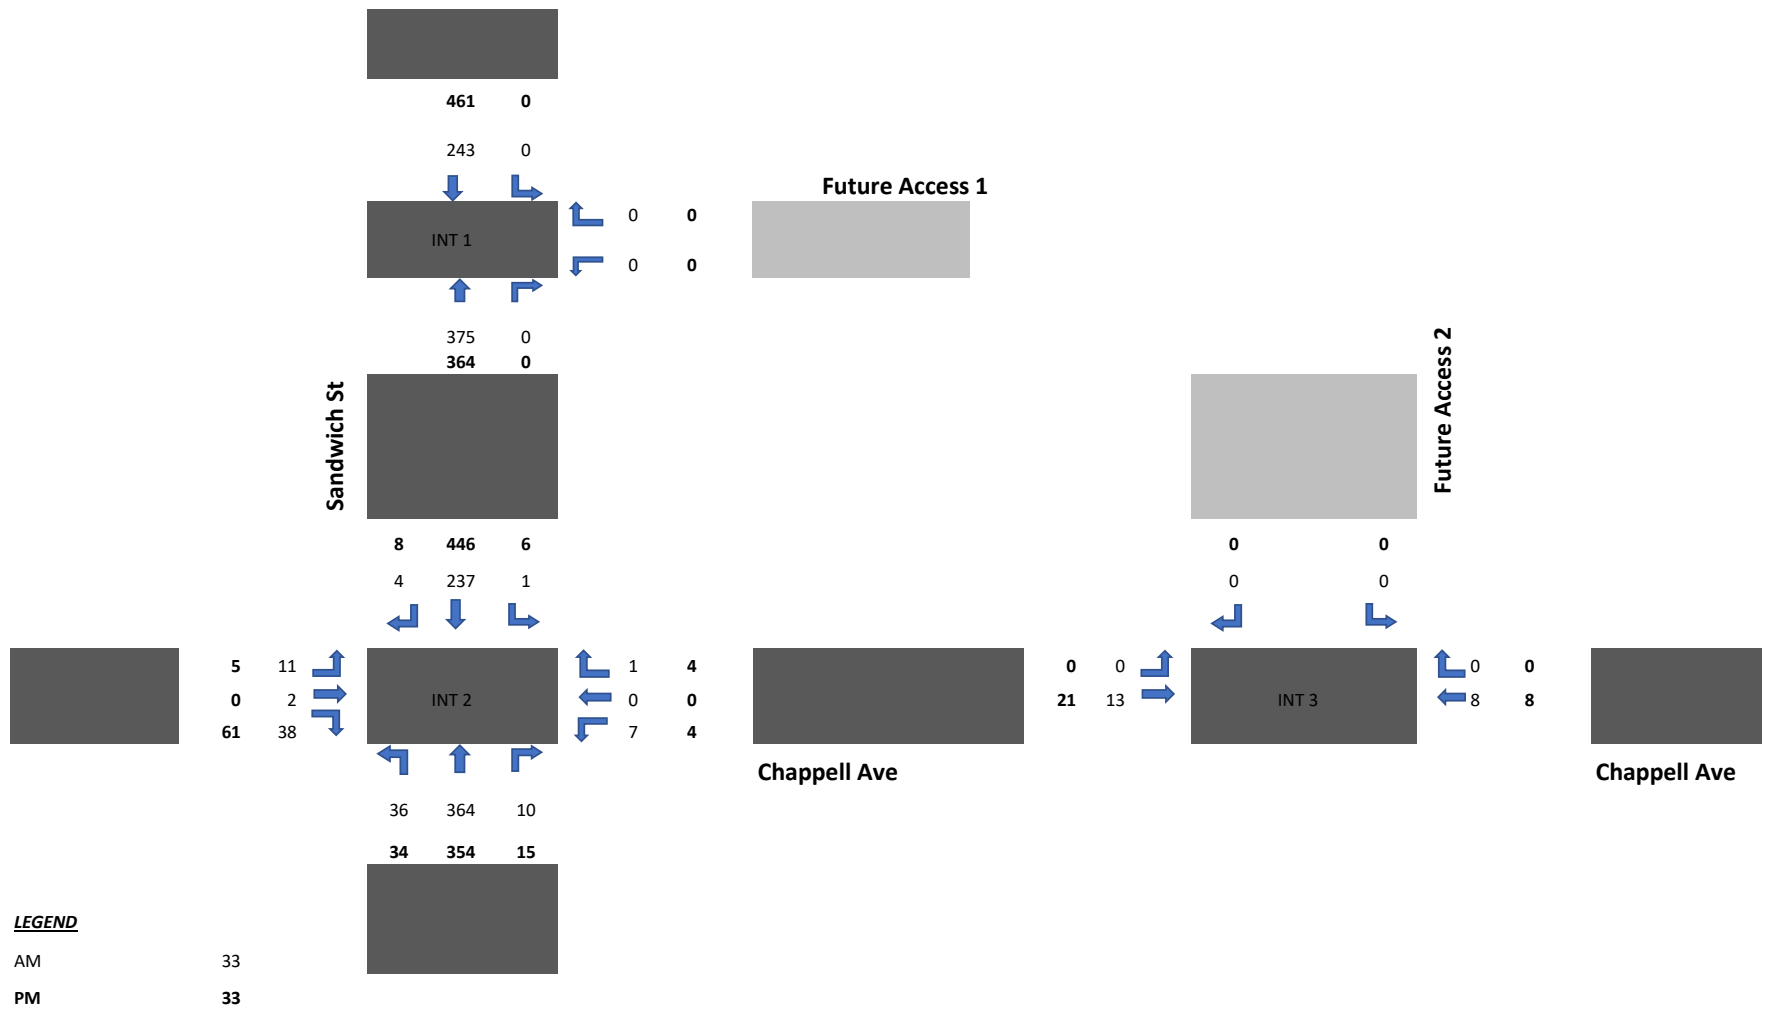 461 0
243 0
Future Access 1
0 0
INT 1
0 0
375 0
364 0
Sandwich St
Future Access 2
8 446 6 0 0
4 237 1 0 0
5 11 1 4 0 0 0 0
0 2 INT 2 0 0 21 13 INT 3 8 8
61 38 7 4
Chappell Ave Chappell Ave
36 364 10
34 354 15
LEGEND
AM 33
PM 33